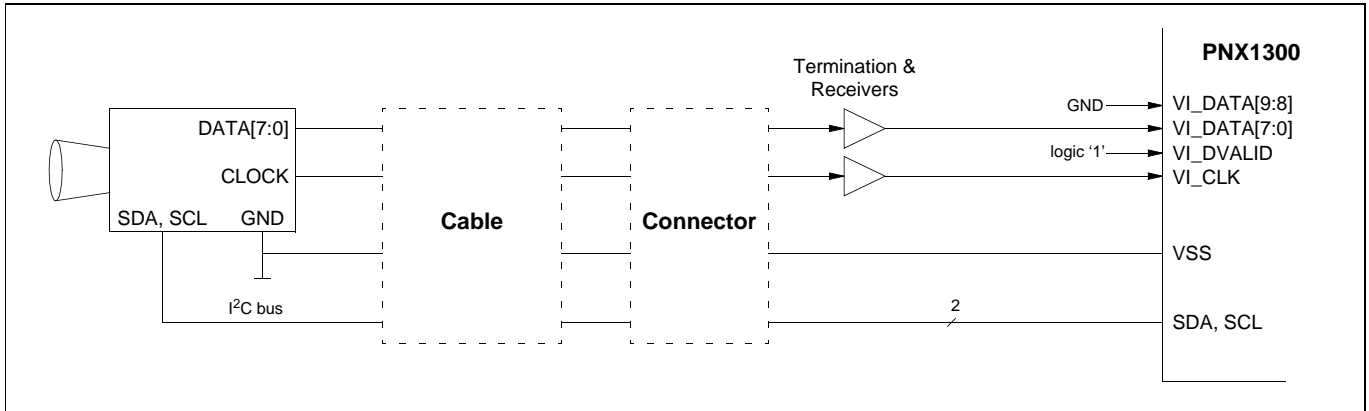 PNX1300
Termination &
Receivers
GND
VI_DATA[9:8]
DATA[7:0]
VI_DATA[7:0]
logic ‘1’
VI_DVALID
CLOCK
VI_CLK
SDA, SCL
GND
Cable
Connector
VSS
I²C bus
2
SDA, SCL